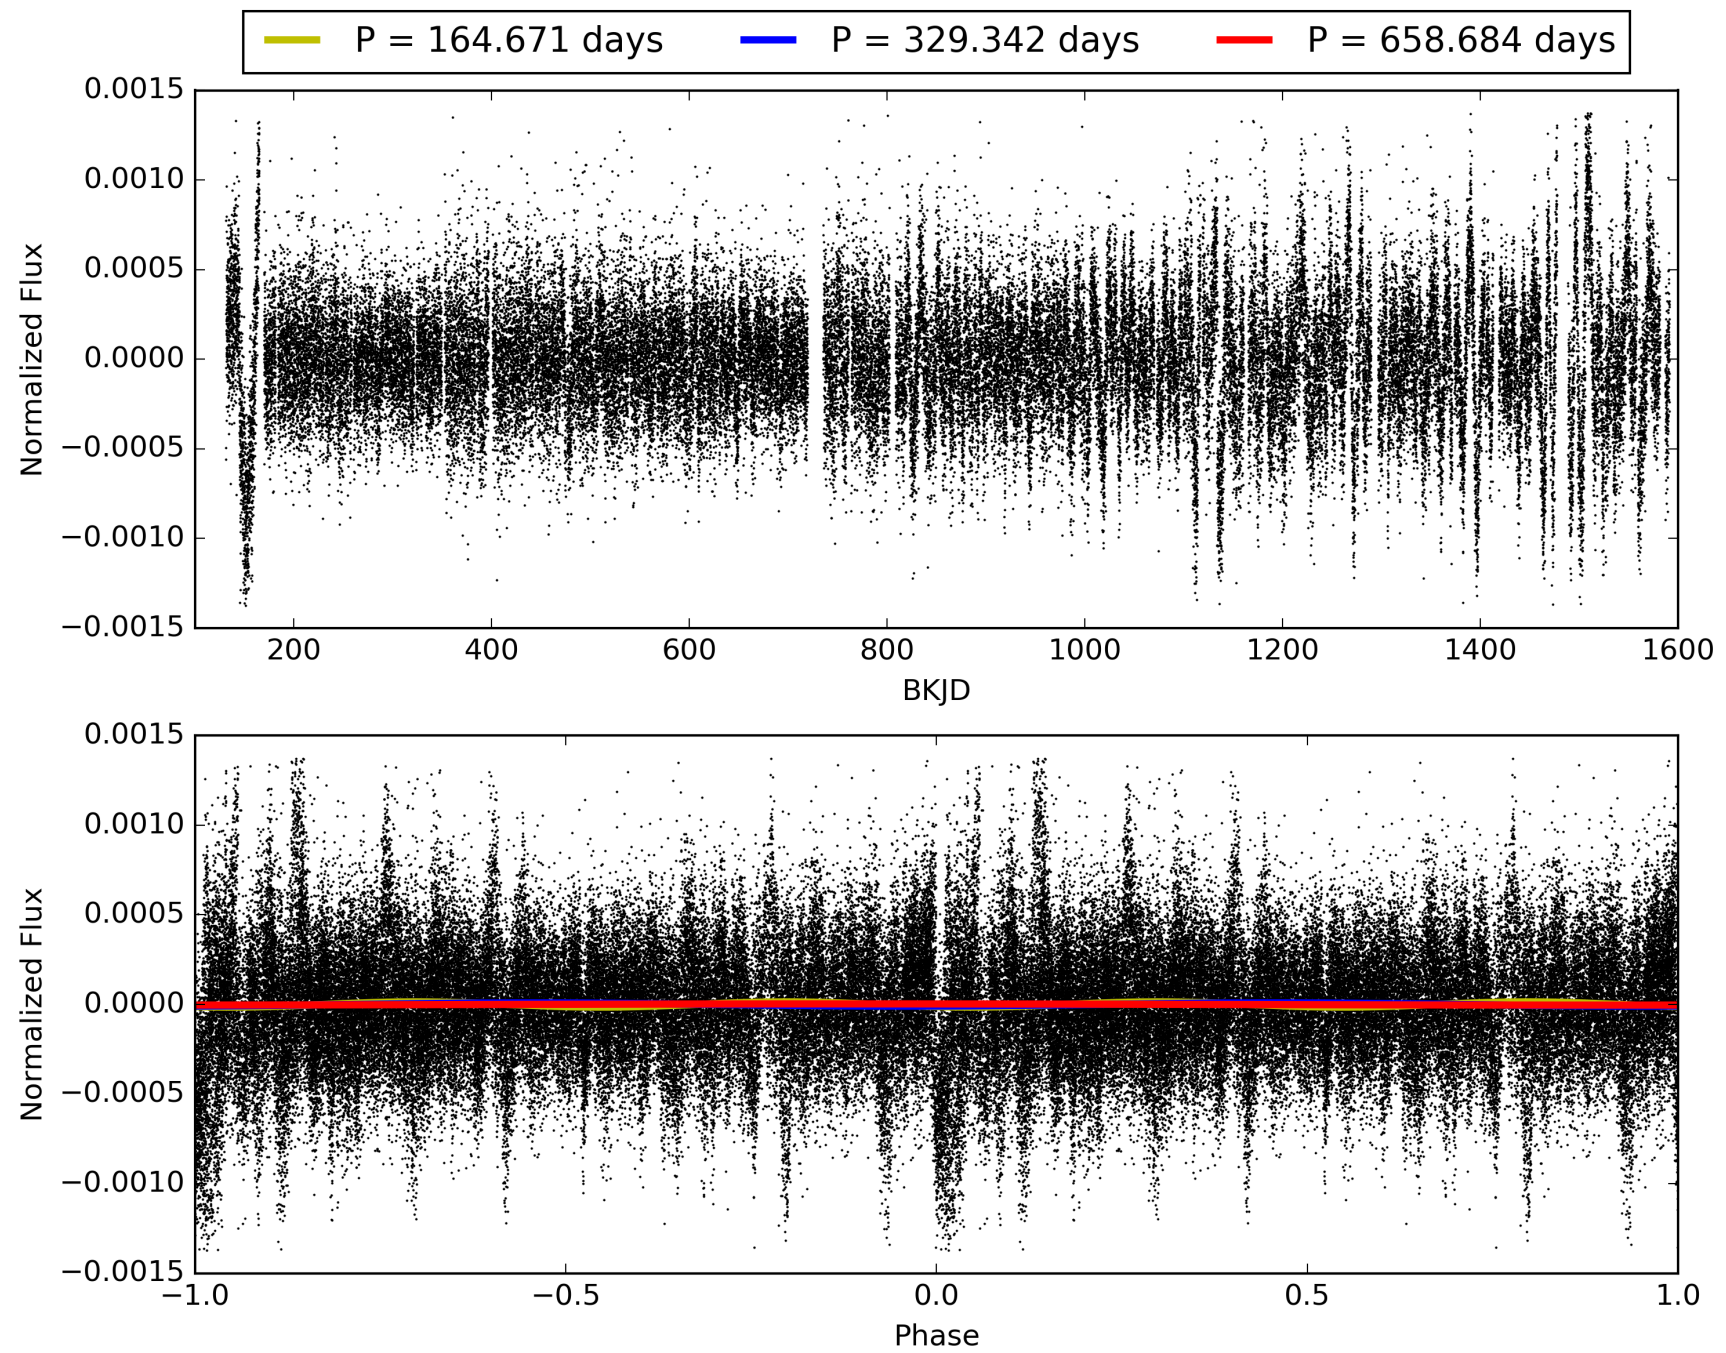 P = 164.671 days P = 329.342 days P = 658.684 days
0.0015
0.0010
0.0005
0.0000
−0.0005
−0.0010
−0.0015
Normalized Flux
200 400 600 800 1000 1200 1400 1600
BKJD
0.0015
0.0010
0.0005
0.0000
−0.0005
−0.0010
−0.0015
Normalized Flux
−1.0 −0.5 0.0 0.5 1.0
Phase